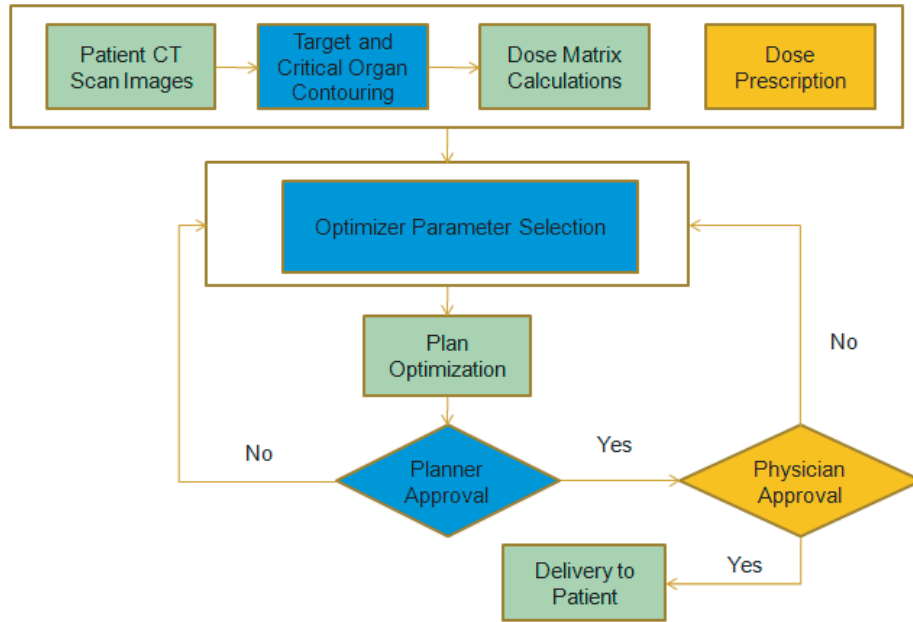 Patient CT
Scan Images
Target and
Critical Organ
Contouring
Dose Matrix
Calculations
Dose
Prescription
Optimizer Parameter Selection
Plan
Optimization
No
No
Planner
Approval
Yes
Physician
Approval
Yes
Delivery to
Patient